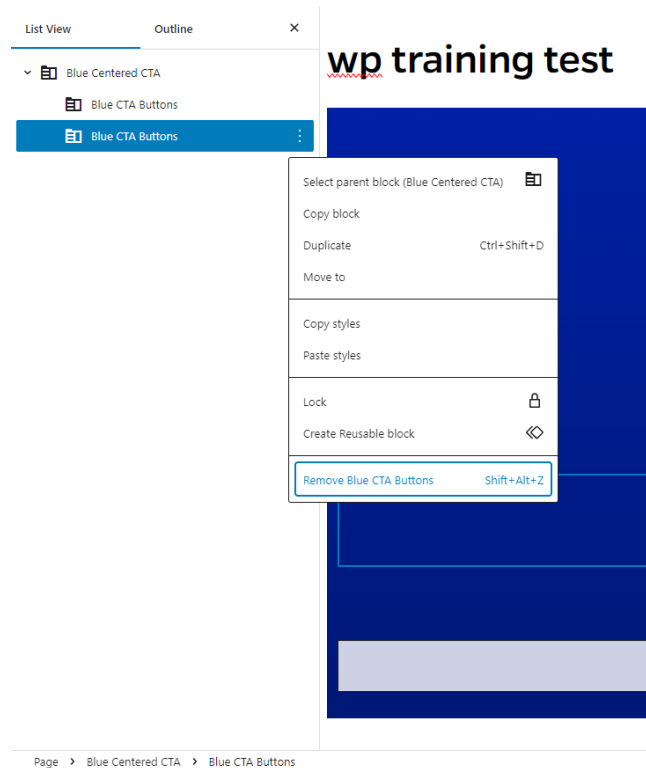 List View Outline
wp training test
Blue Centered CTA
Blue CTA Buttons
Blue CTA Buttons
Select parent block (Blue Centered CTA)
Copy block
Duplicate Ctrl+Shift+D
Move to
Copy styles
Paste styles
Lock
Create Reusable block
Remove Blue CTA Buttons Shift+Alt+Z
Page > Blue Centered CTA > Blue CTA Buttons